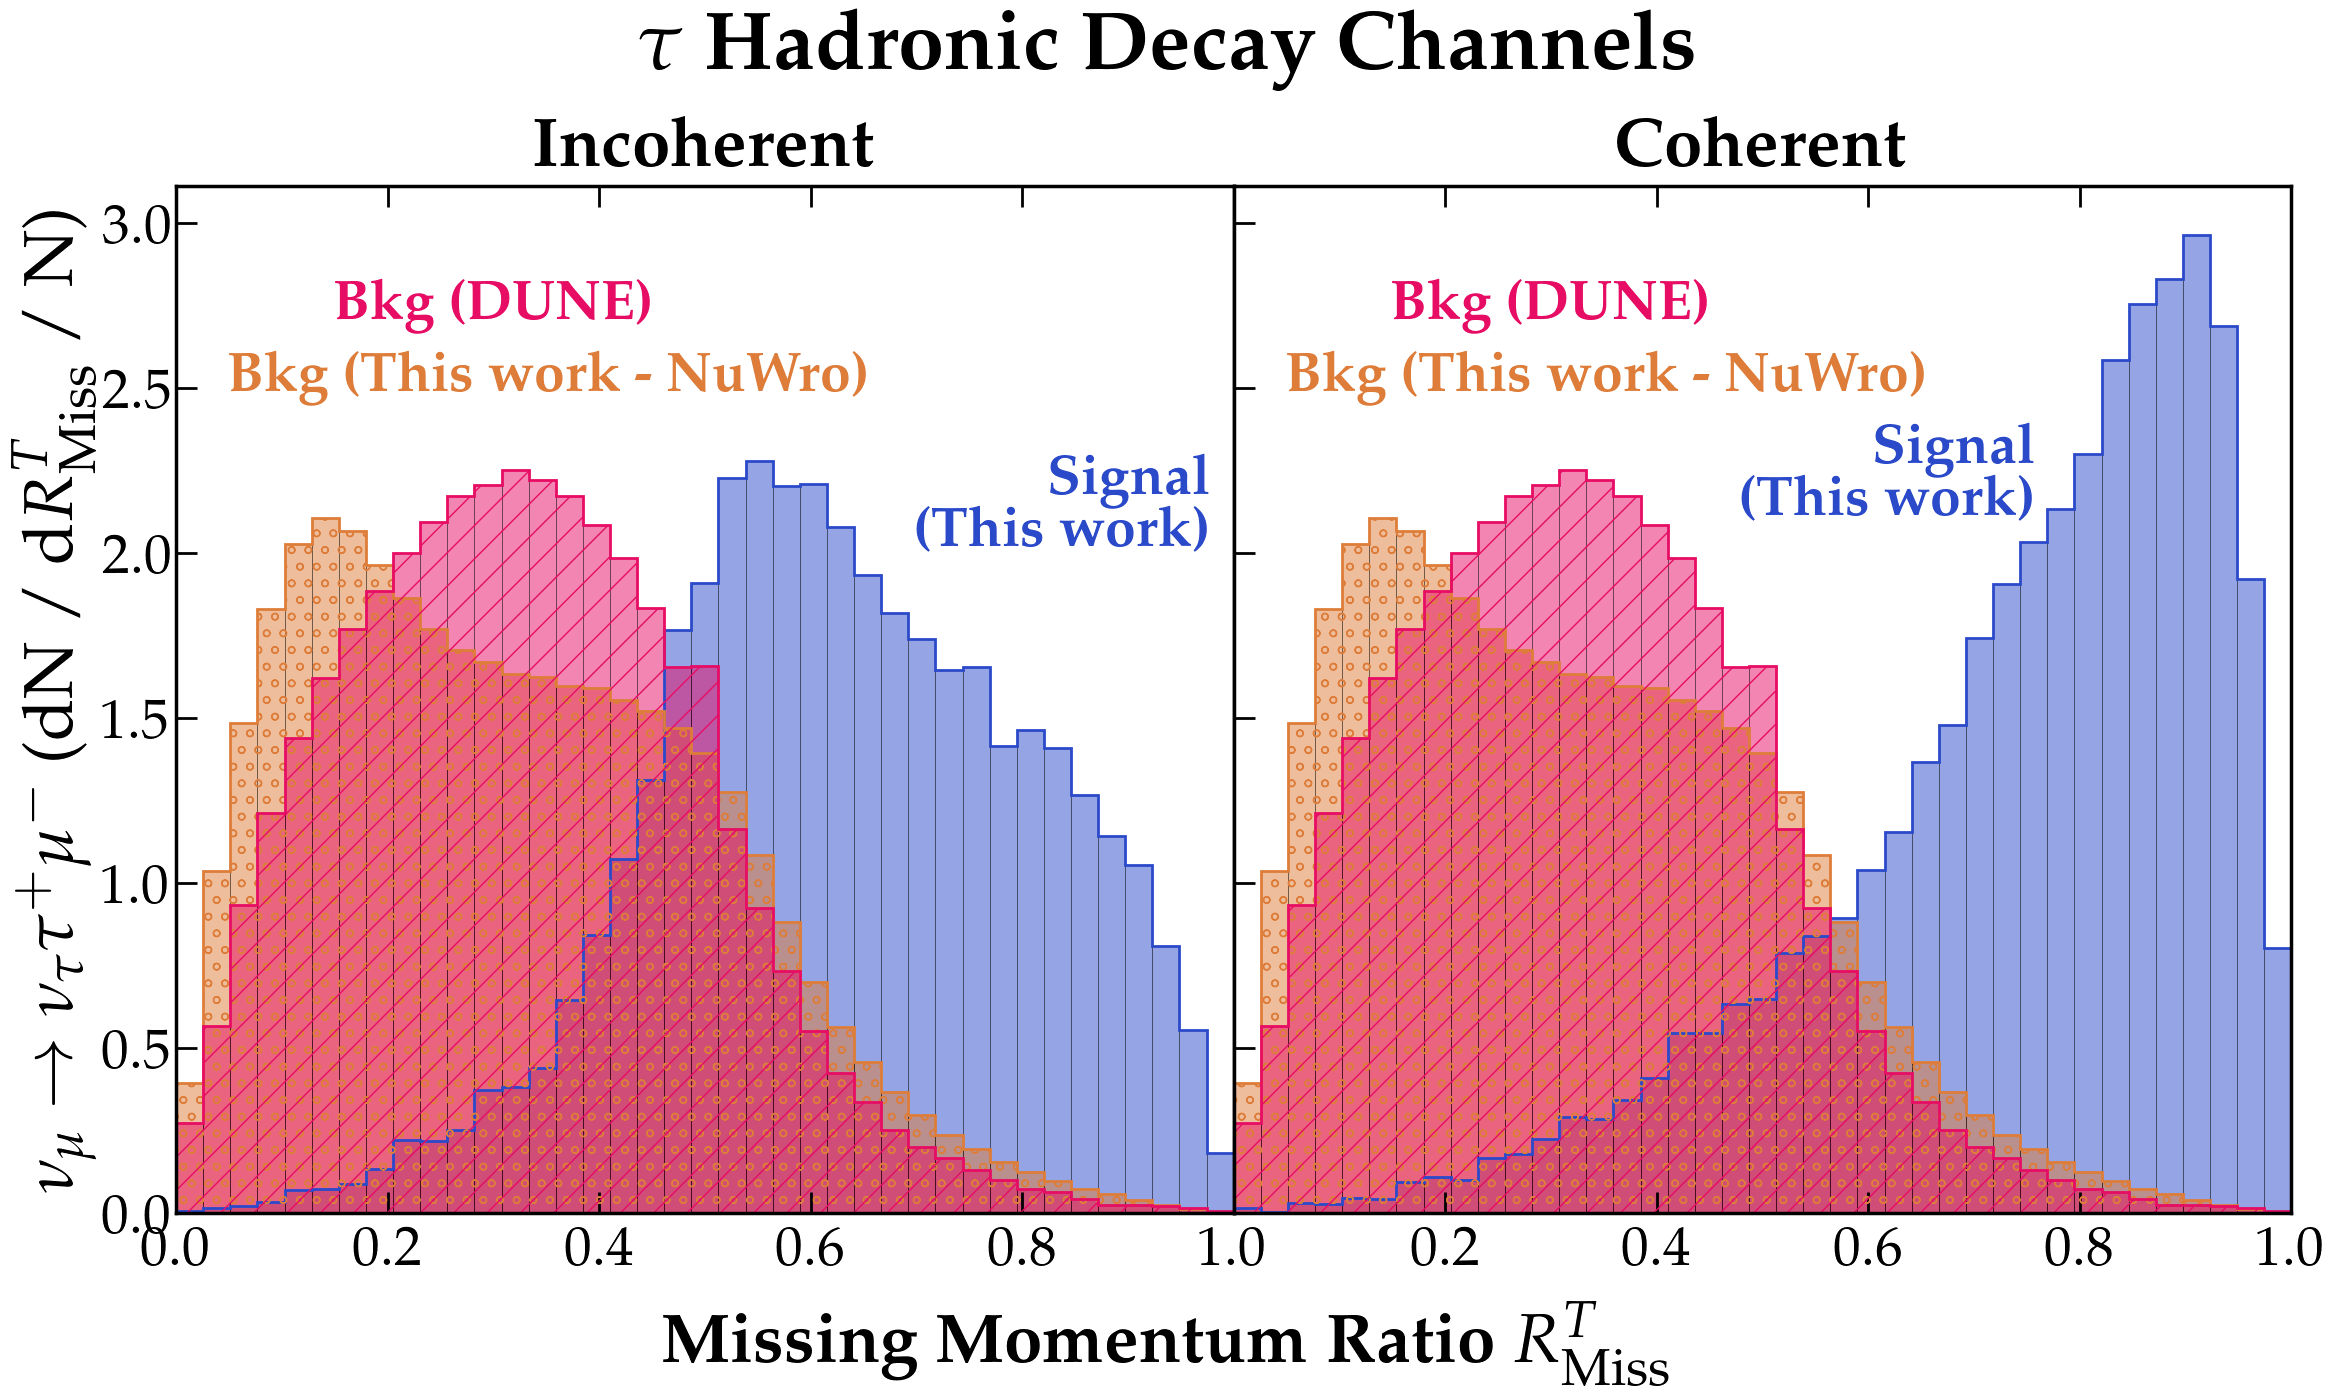 τ Hadronic Decay Channels
Incoherent
Coherent
ν_μ → ν_τ τ⁺ μ⁻ (dN / dR^T_Miss / N)
3.0
2.5
2.0
1.5
1.0
0.5
0.0
Bkg (DUNE)
Bkg (This work - NuWro)
Signal
(This work)
Bkg (DUNE)
Bkg (This work - NuWro)
Signal
(This work)
0.0 0.2 0.4 0.6 0.8 1.0 0.2 0.4 0.6 0.8 1.0
Missing Momentum Ratio R^T_Miss